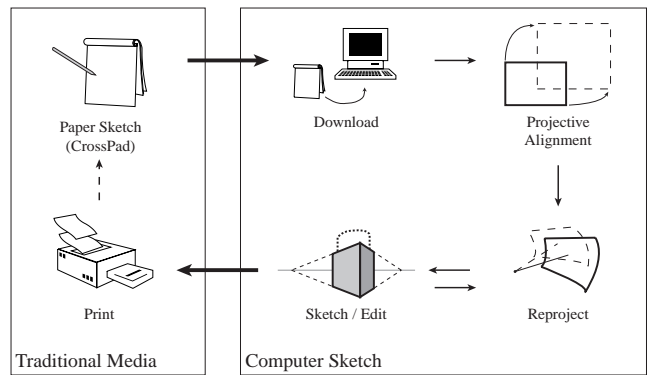 Paper Sketch
(CrossPad)
Download
Projective
Alignment
Print
Sketch / Edit
Reproject
Traditional Media
Computer Sketch